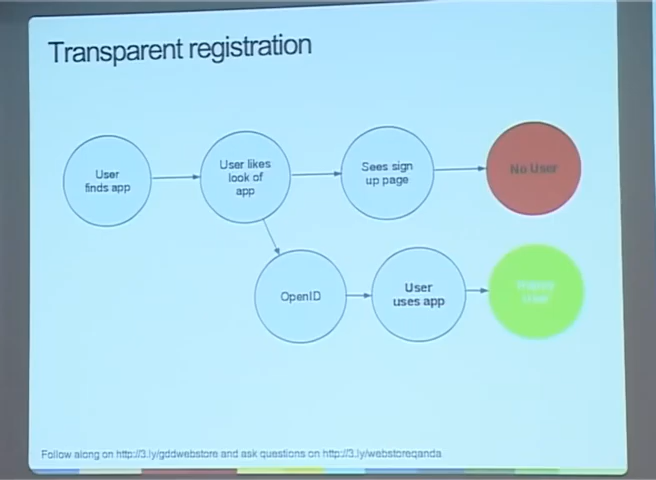 Transparent registration
User
finds app
User likes
look of
app
Sees sign
up page
No User
OpenID
User
uses app
User
Follow along on http://3.ly/gddwebstore and ask questions on http://3.ly/webstoreqanda